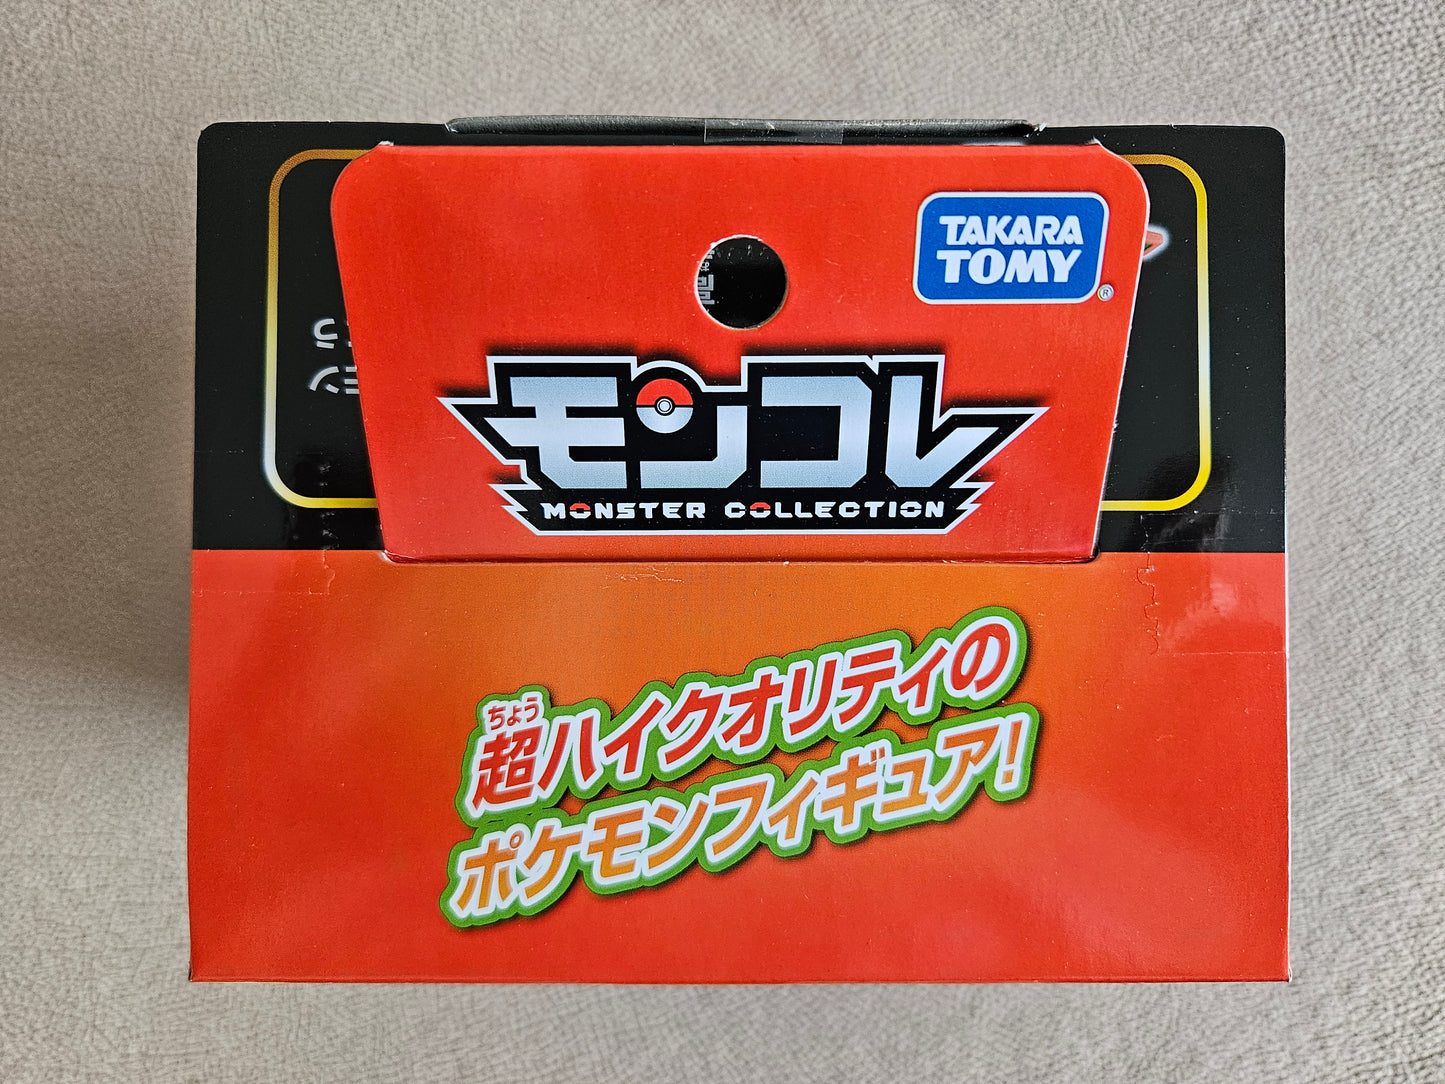 TAKARA
TOMY
®
モンコレ
MONSTER COLLECTION
ちょう
超ハイクオリティの
ポケモンフィギュア!